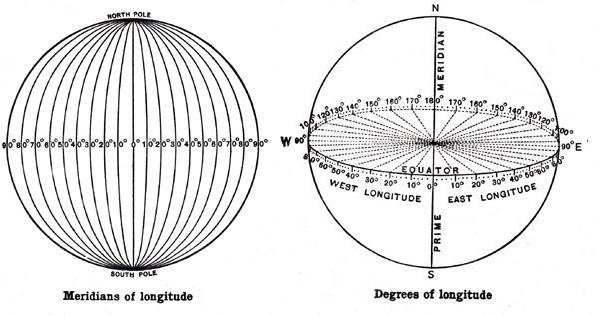 NORTH POLE
90°80°70°60°50°40°30°20°10° 0° 10°20°30°40°50°60°70°80°90°
SOUTH POLE
Meridians of longitude
N
MERIDIAN
100° 110° 120° 130° 140° 150° 160° 170° 180° 170° 160° 150° 140° 130° 120° 110° 100°
W 90°
90° E
EQUATOR
80° 70° 60° 50° 40° 30° 20° 10° 0° 10° 20° 30° 40° 50° 60° 70° 80°
WEST LONGITUDE
EAST LONGITUDE
PRIME
S
Degrees of longitude